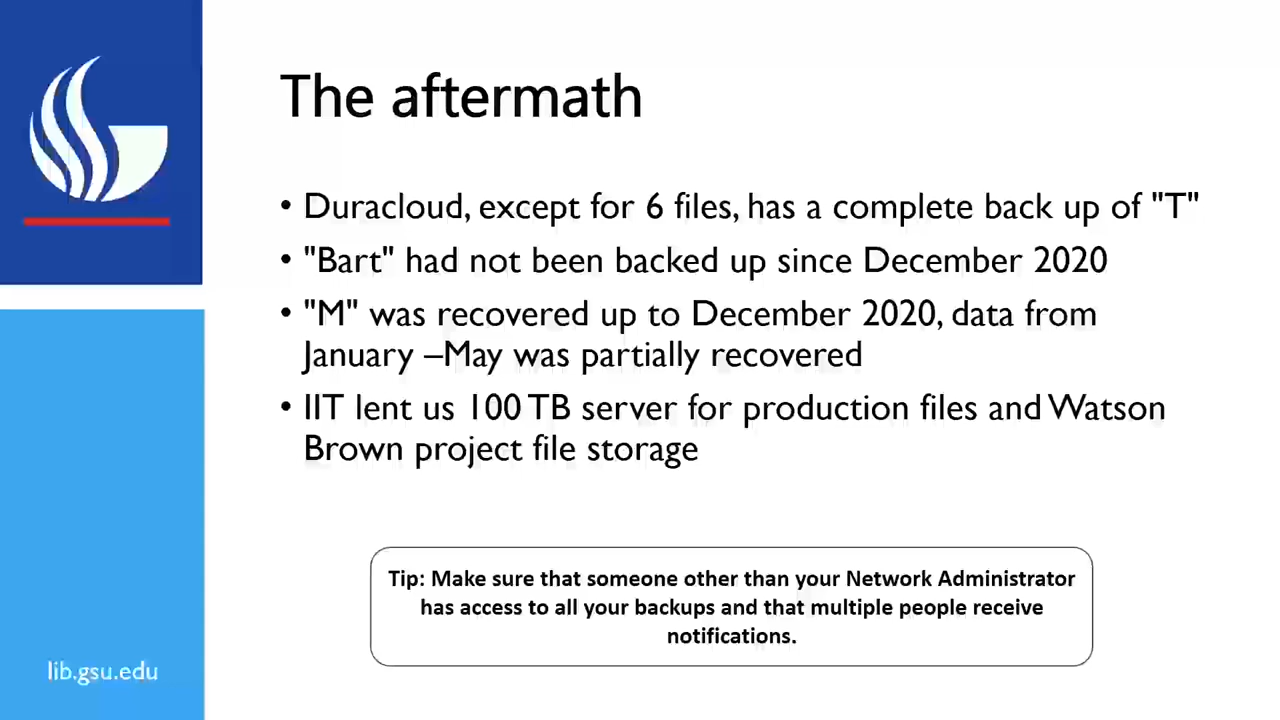 The aftermath
• Duracloud, except for 6 files, has a complete back up of "T"
• "Bart" had not been backed up since December 2020
• "M" was recovered up to December 2020, data from
January –May was partially recovered
• IIT lent us 100 TB server for production files and Watson
Brown project file storage
Tip: Make sure that someone other than your Network Administrator
has access to all your backups and that multiple people receive
notifications.
lib.gsu.edu